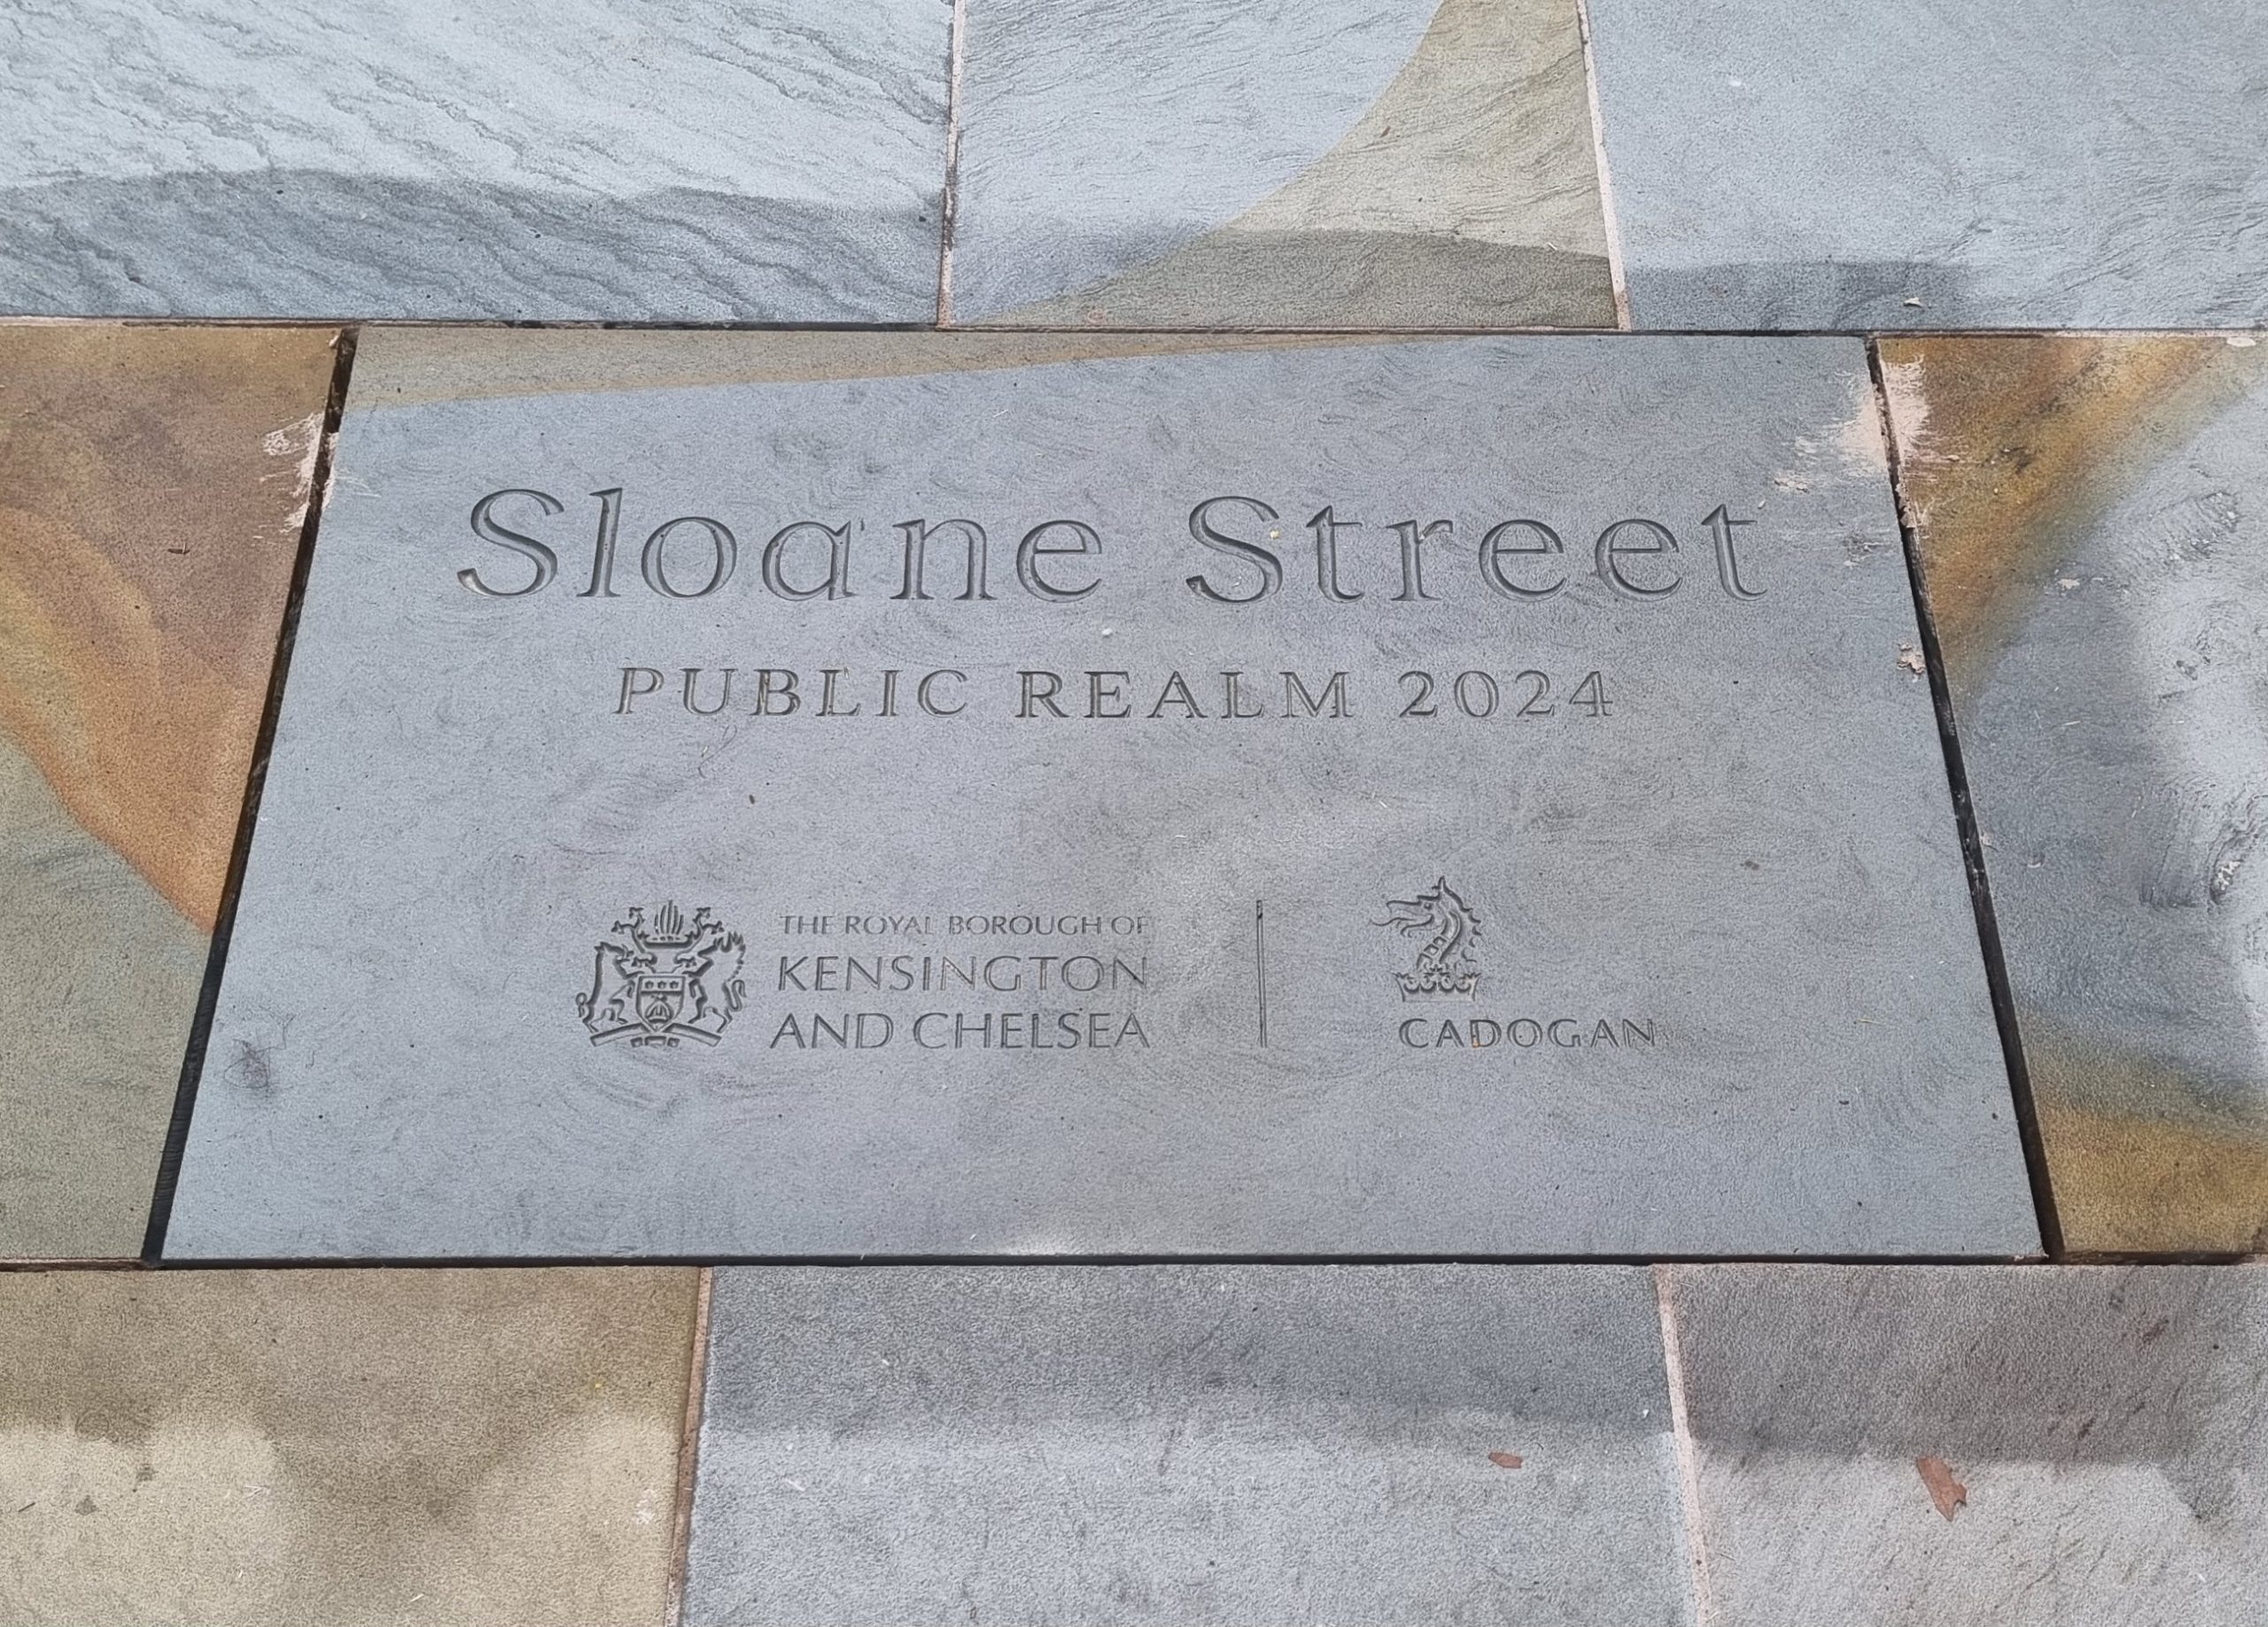 Sloane Street
PUBLIC REALM 2024
THE ROYAL BOROUGH OF
KENSINGTON
AND CHELSEA
CADOGAN